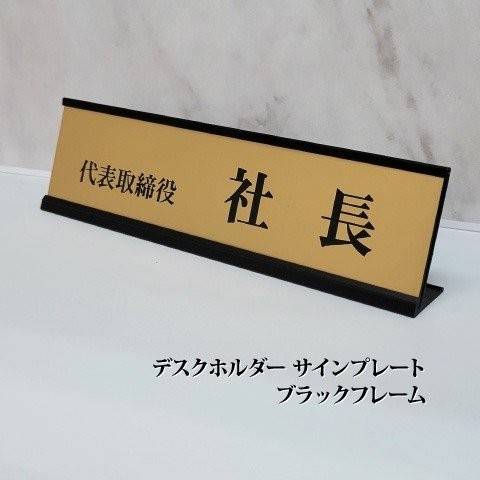 代表取締役 社長
デスクホルダー サインプレート
ブラックフレーム